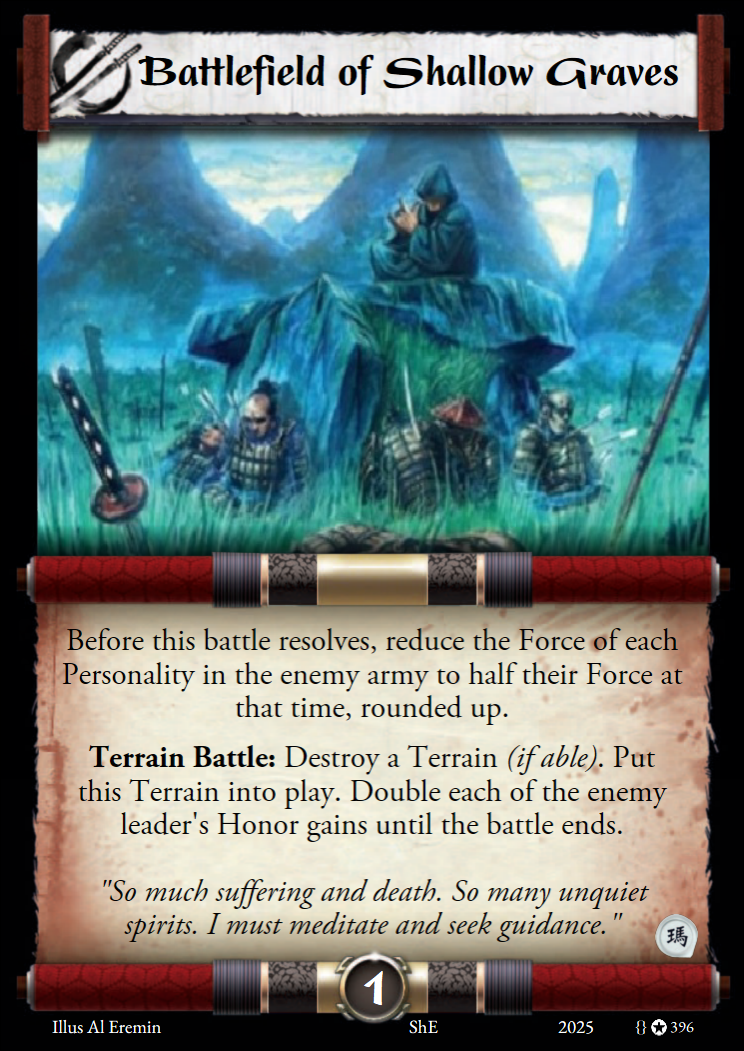 Battlefield of Shallow Graves
Before this battle resolves, reduce the Force of each
Personality in the enemy army to half their Force at
that time, rounded up.
Terrain Battle: Destroy a Terrain (if able). Put
this Terrain into play. Double each of the enemy
leader's Honor gains until the battle ends.
"So much suffering and death. So many unquiet
spirits. I must meditate and seek guidance."
瑪
1
Illus Al Eremin ShE 2025 {} ✪ 396